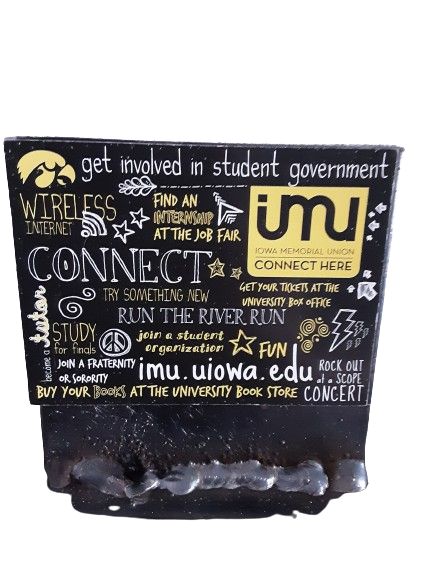 get involved in student government
WIRELESS
INTERNET
FIND AN
INTERNSHIP
AT THE JOB FAIR
imu
IOWA MEMORIAL UNION
CONNECT HERE
CONNECT
TRY SOMETHING NEW
GET YOUR TICKETS AT THE
UNIVERSITY BOX OFFICE
RUN THE RIVER RUN
become a tutor
STUDY
for finals
join a student
organization
FUN
JOIN A FRATERNITY
OR SORORITY
imu.uiowa.edu
ROCK OUT
at a SCOPE
CONCERT
BUY YOUR BOOKS AT THE UNIVERSITY BOOK STORE